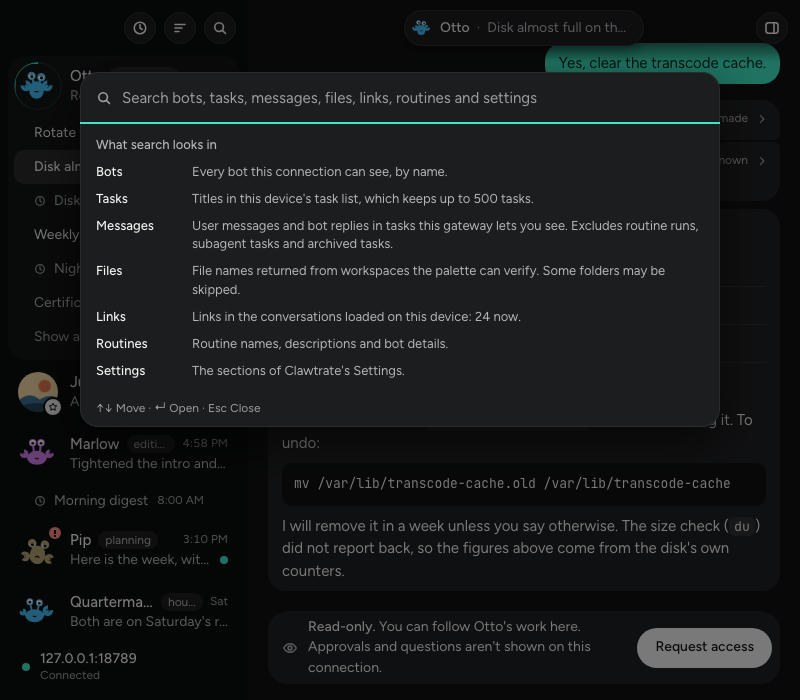 Otto · Disk almost full on th...
Yes, clear the transcode cache.
Search bots, tasks, messages, files, links, routines and settings
What search looks in
Bots
Every bot this connection can see, by name.
Tasks
Titles in this device's task list, which keeps up to 500 tasks.
Messages
User messages and bot replies in tasks this gateway lets you see. Excludes routine runs,
subagent tasks and archived tasks.
Files
File names returned from workspaces the palette can verify. Some folders may be
skipped.
Links
Links in the conversations loaded on this device: 24 now.
Routines
Routine names, descriptions and bot details.
Settings
The sections of Clawtrate's Settings.
↑↓ Move · ↵ Open · Esc Close
Rotate
Disk
Weekly
Show
Marlow editi... 4:58 PM
Tightened the intro and...
Morning digest 8:00 AM
Pip planning 3:10 PM
Here is the week, wit...
Quarterma... hou... Sat
Both are on Saturday's r...
127.0.0.1:18789
Connected
it. To
undo:
mv /var/lib/transcode-cache.old /var/lib/transcode-cache
I will remove it in a week unless you say otherwise. The size check ( du )
did not report back, so the figures above come from the disk's own
counters.
Read-only. You can follow Otto's work here.
Approvals and questions aren't shown on this
connection.
Request access